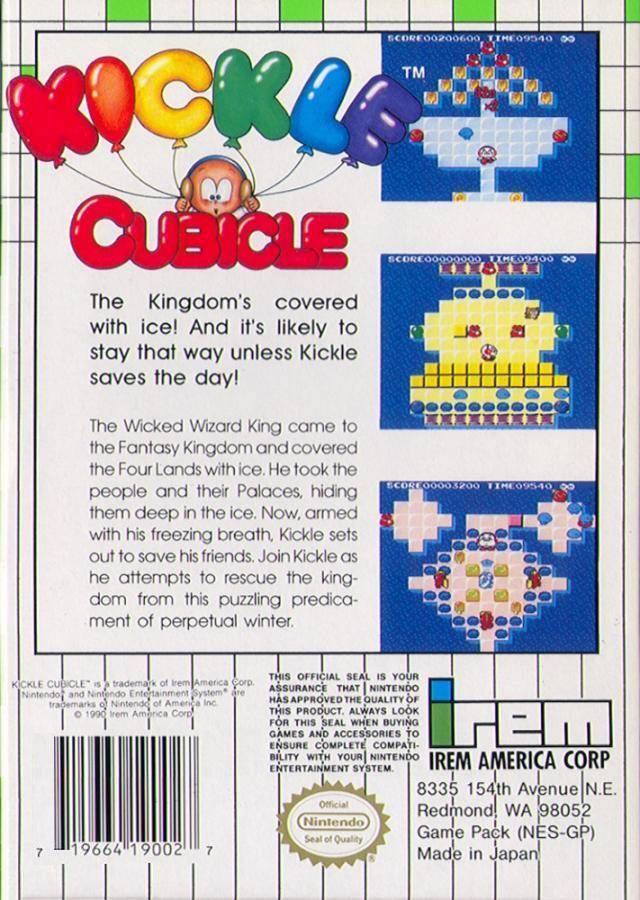 KICKLE
TM
CUBICLE
The Kingdom's covered
with ice! And it's likely to
stay that way unless Kickle
saves the day!
The Wicked Wizard King came to
the Fantasy Kingdom and covered
the Four Lands with ice. He took the
people and their Palaces, hiding
them deep in the ice. Now, armed
with his freezing breath, Kickle sets
out to save his friends. Join Kickle as
he attempts to rescue the king-
dom from this puzzling predica-
ment of perpetual winter.
SCORE00200600 TIME09540
SCORE00000000 TIME09400
SCORE00003200 TIME09540
KICKLE CUBICLE™ is a trademark of Irem America Corp.
Nintendo® and Nintendo Entertainment System® are
trademarks of Nintendo of America Inc.
© 1990 Irem America Corp
THIS OFFICIAL SEAL IS YOUR
ASSURANCE THAT NINTENDO
HAS APPROVED THE QUALITY OF
THIS PRODUCT. ALWAYS LOOK
FOR THIS SEAL WHEN BUYING
GAMES AND ACCESSORIES TO
ENSURE COMPLETE COMPATI-
BILITY WITH YOUR NINTENDO
ENTERTAINMENT SYSTEM.
Official
Nintendo
Seal of Quality
®
irem
IREM AMERICA CORP
8335 154th Avenue N.E.
Redmond, WA 98052
Game Pack (NES-GP)
Made in Japan
7 19664 19002 7